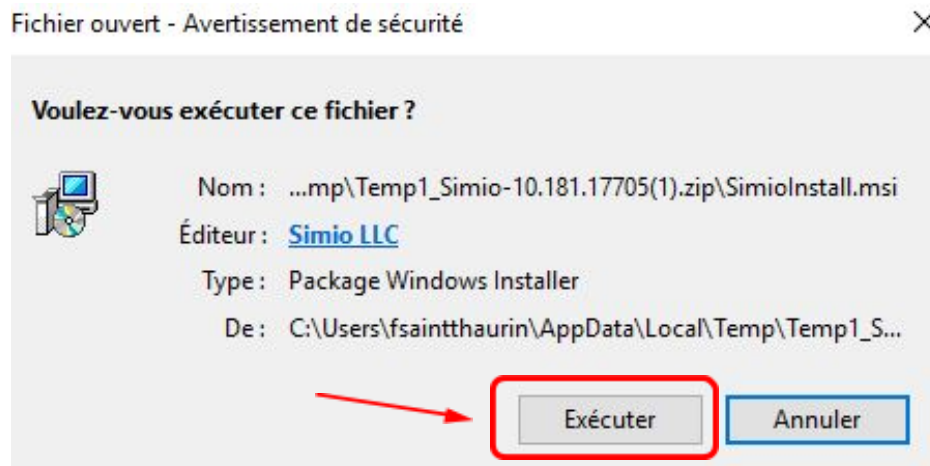 Fichier ouvert - Avertissement de sécurité
Voulez-vous exécuter ce fichier ?
Nom : ...mp\Temp1_Simio-10.181.17705(1).zip\SimioInstall.msi
Éditeur : Simio LLC
Type : Package Windows Installer
De : C:\Users\fsaintthaurin\AppData\Local\Temp\Temp1_S...
Exécuter Annuler